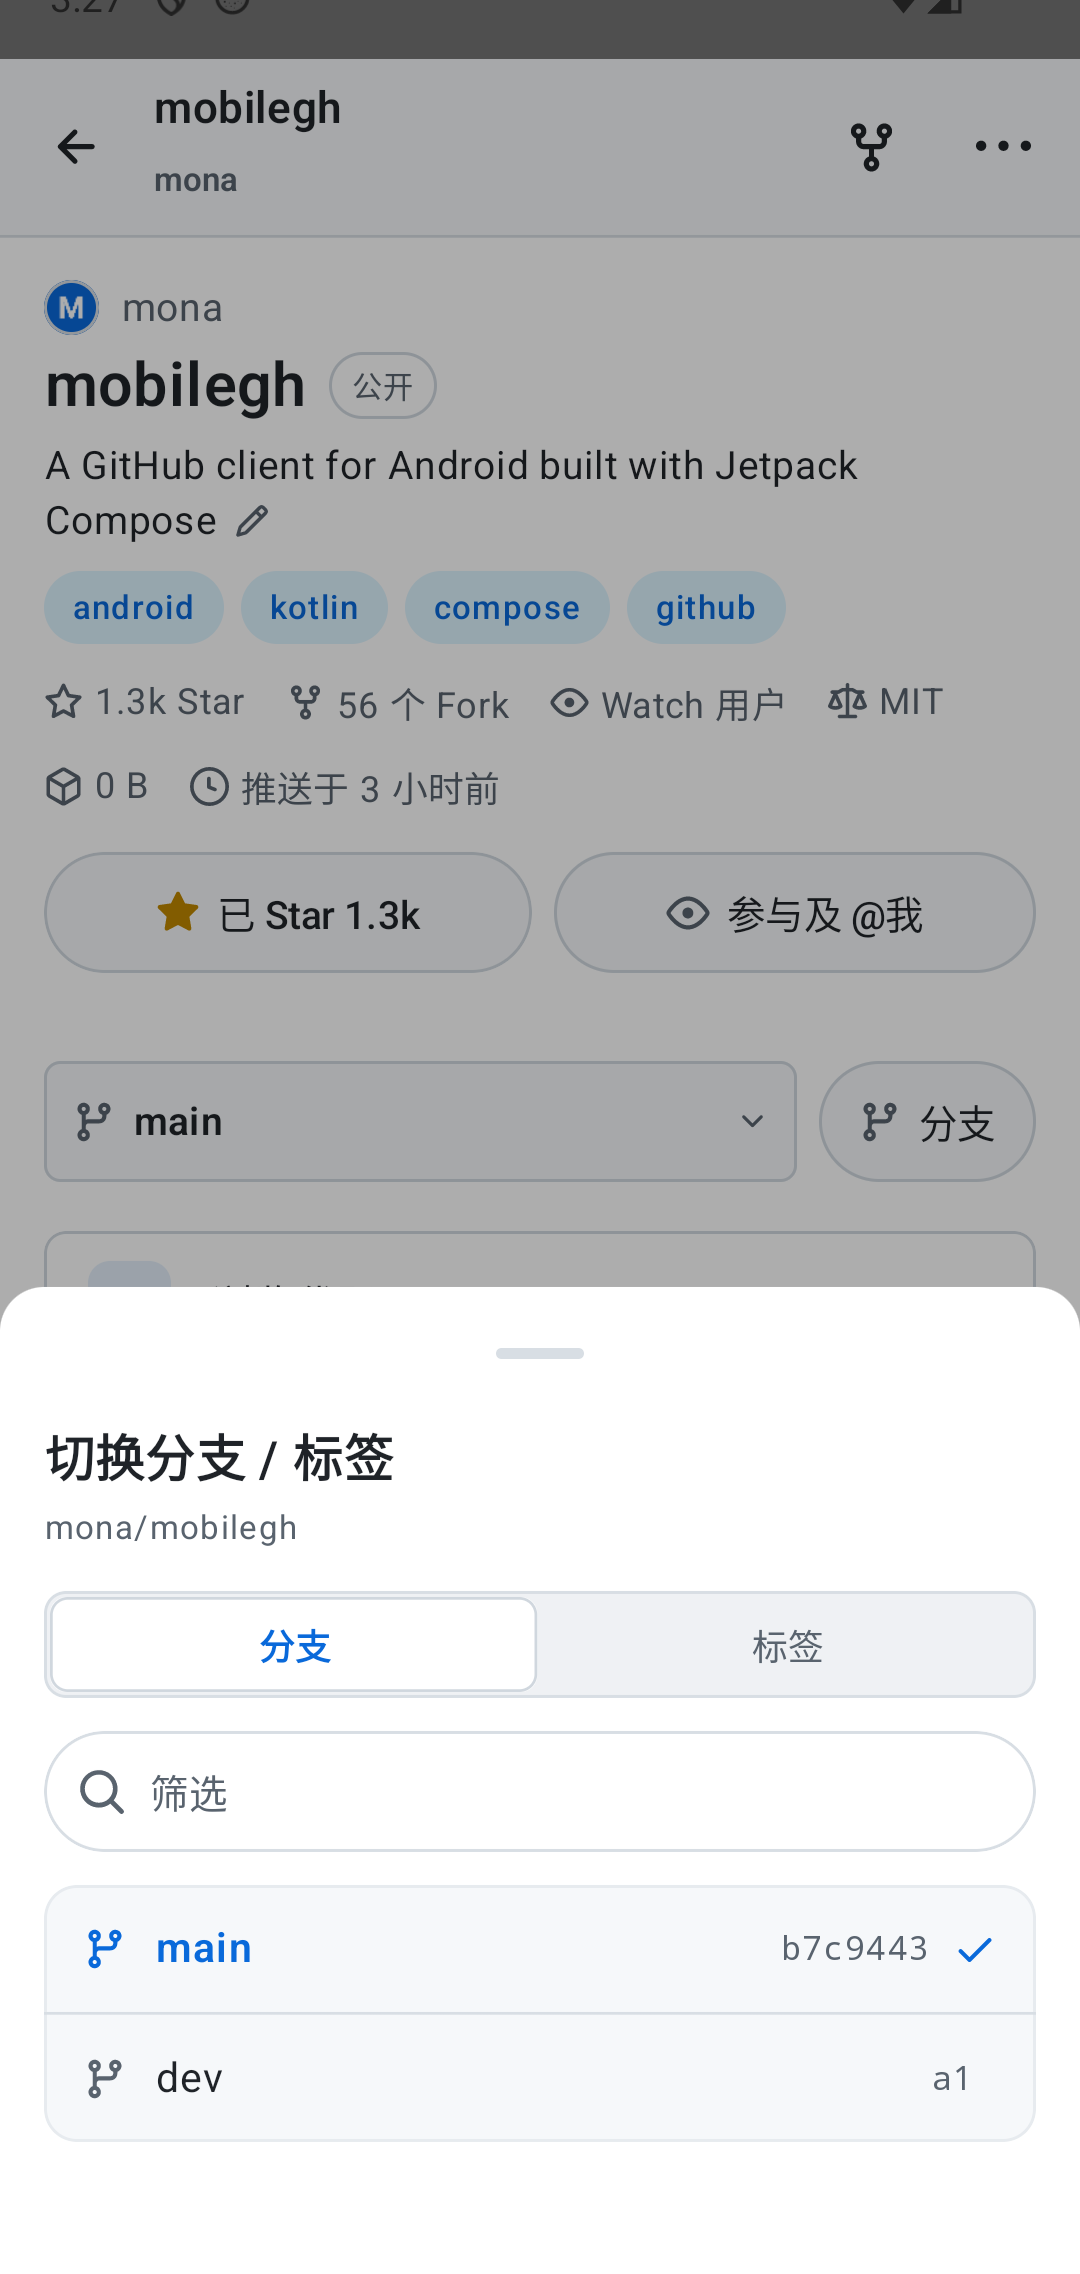 mobilegh
mona
M mona
mobilegh 公开
A GitHub client for Android built with Jetpack
Compose
android kotlin compose github
1.3k Star 56 个 Fork Watch 用户 MIT
0 B 推送于 3 小时前
已 Star 1.3k 参与及 @我
main 分支
切换分支 / 标签
mona/mobilegh
分支 标签
筛选
main b7c9443
dev a1